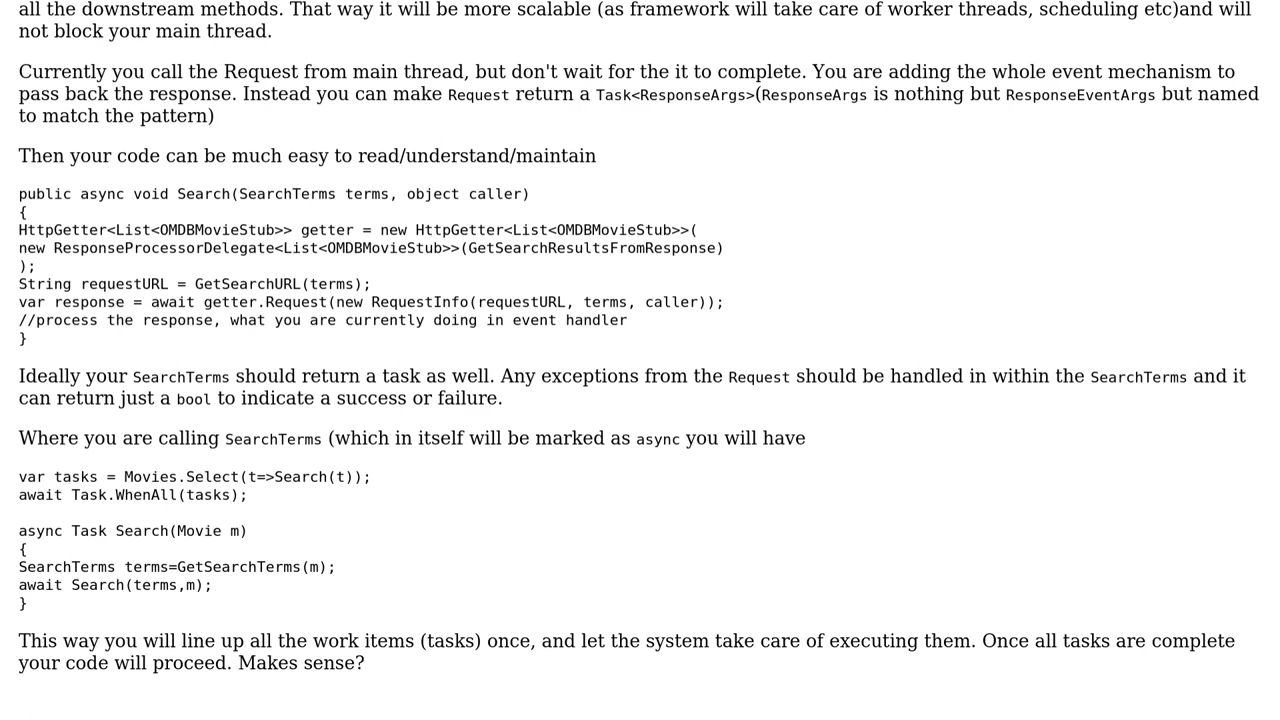 all the downstream methods. That way it will be more scalable (as framework will take care of worker threads, scheduling etc)and will
not block your main thread.
Currently you call the Request from main thread, but don't wait for the it to complete. You are adding the whole event mechanism to
pass back the response. Instead you can make Request return a Task<ResponseArgs>(ResponseArgs is nothing but ResponseEventArgs but named
to match the pattern)
Then your code can be much easy to read/understand/maintain
public async void Search(SearchTerms terms, object caller)
{
HttpGetter<List<OMDBMovieStub>> getter = new HttpGetter<List<OMDBMovieStub>>(
new ResponseProcessorDelegate<List<OMDBMovieStub>>(GetSearchResultsFromResponse)
);
String requestURL = GetSearchURL(terms);
var response = await getter.Request(new RequestInfo(requestURL, terms, caller));
//process the response, what you are currently doing in event handler
}
Ideally your SearchTerms should return a task as well. Any exceptions from the Request should be handled in within the SearchTerms and it
can return just a bool to indicate a success or failure.
Where you are calling SearchTerms (which in itself will be marked as async you will have
var tasks = Movies.Select(t=>Search(t));
await Task.WhenAll(tasks);
async Task Search(Movie m)
{
SearchTerms terms=GetSearchTerms(m);
await Search(terms,m);
}
This way you will line up all the work items (tasks) once, and let the system take care of executing them. Once all tasks are complete
your code will proceed. Makes sense?